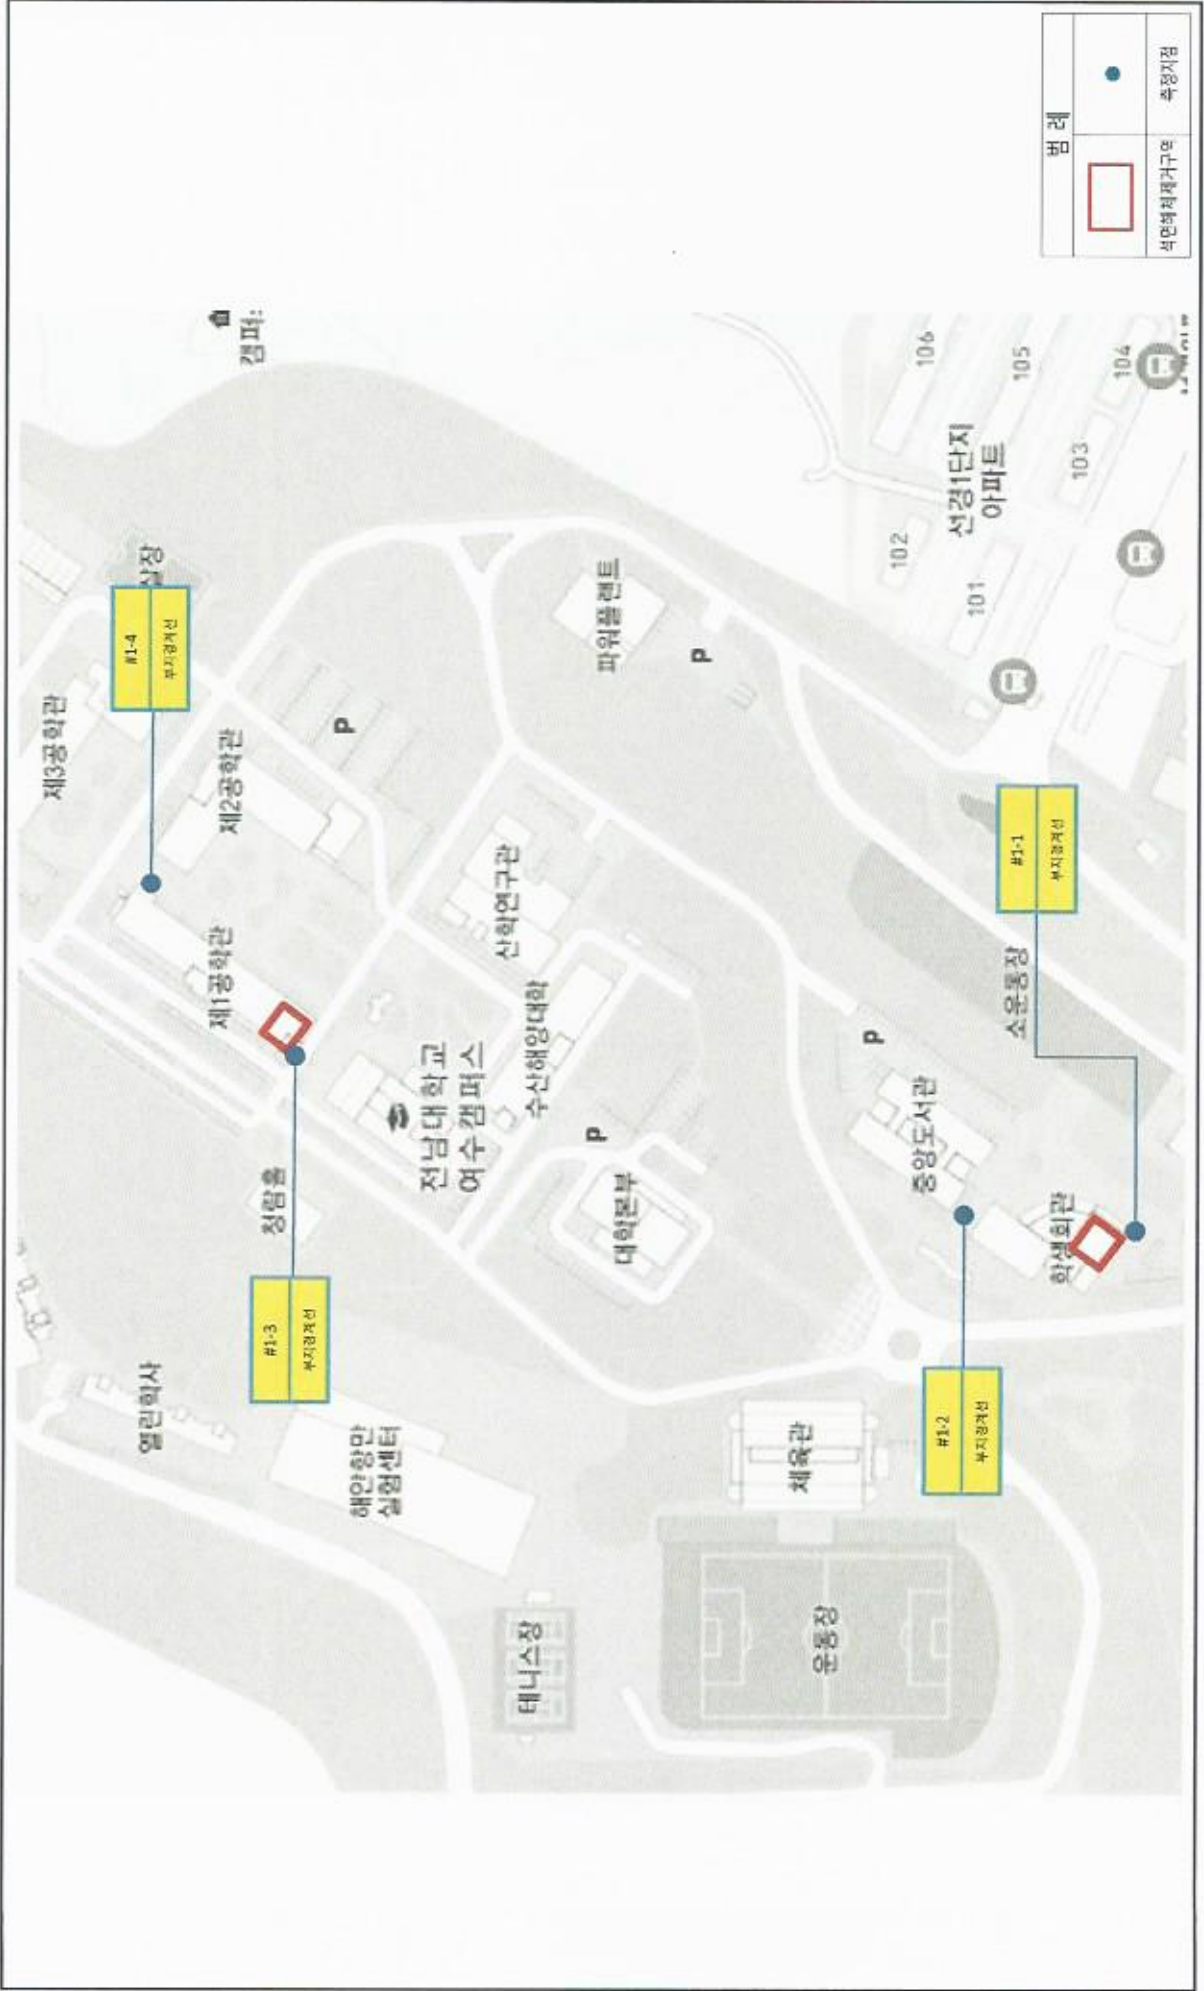 열린학사
해안항만
실험센터
테니스장
운동장
체육관
#1-3
부지경계선
청람홀
제1공학관
제2공학관
제3공학관
#1-4
부지경계선
P
전남대학교
여수캠퍼스
수산해양대학
산학연구관
대학본부
P
파워플랜트
P
P
중앙도서관
학생회관
소운동장
#1-2
부지경계선
#1-1
부지경계선
선경1단지
아파트
101
102
103
104
105
106
범 례
석면해체제거구역
측정지점